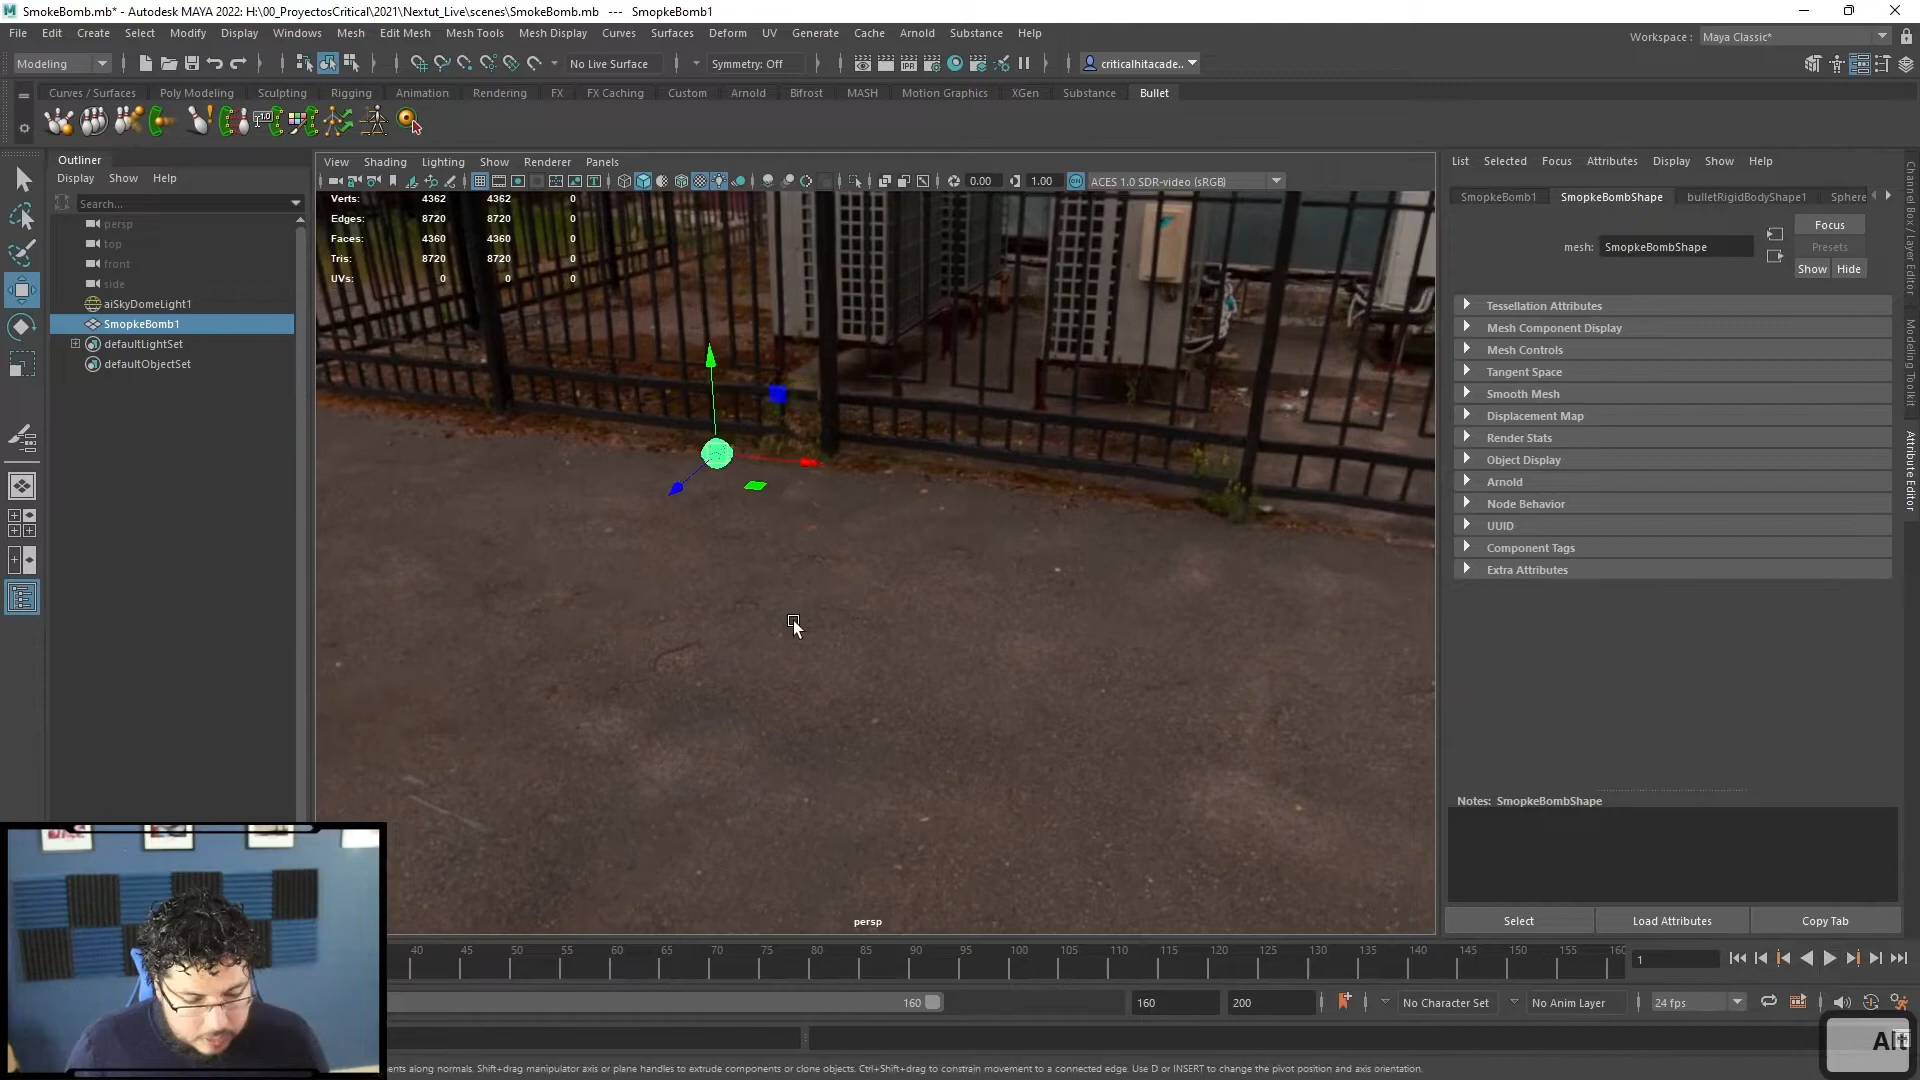 SmokeBomb.mb* - Autodesk MAYA 2022: H:\00_ProyectosCritical\2021\Nextut_Live\scenes\SmokeBomb.mb --- SmopkeBomb1
File Edit Create Select Modify Display Windows Mesh Edit Mesh Mesh Tools Mesh Display Curves Surfaces Deform UV Generate Cache Arnold Substance Help
Workspace : Maya Classic*
Modeling No Live Surface Symmetry: Off criticalhitacade..
Curves / Surfaces Poly Modeling Sculpting Rigging Animation Rendering FX FX Caching Custom Arnold Bifrost MASH Motion Graphics XGen Substance Bullet
Outliner
Display Show Help
Search...
persp
top
front
side
aiSkyDomeLight1
SmopkeBomb1
defaultLightSet
defaultObjectSet
View Shading Lighting Show Renderer Panels
0.00 1.00 ACES 1.0 SDR-video (sRGB)
Verts: 4362 4362 0
Edges: 8720 8720 0
Faces: 4360 4360 0
Tris: 8720 8720 0
UVs: 0 0 0
persp
List Selected Focus Attributes Display Show Help
SmopkeBomb1 SmopkeBombShape bulletRigidBodyShape1 Sphere
mesh: SmopkeBombShape
Focus
Presets
Show Hide
Tessellation Attributes
Mesh Component Display
Mesh Controls
Tangent Space
Smooth Mesh
Displacement Map
Render Stats
Object Display
Arnold
Node Behavior
UUID
Component Tags
Extra Attributes
Notes: SmopkeBombShape
Select Load Attributes Copy Tab
Channel Box / Layer Editor
Modeling Toolkit
Attribute Editor
40 45 50 55 60 65 70 75 80 85 90 95 100 105 110 115 120 125 130 135 140 145 150 155 160
1
160 160 200 No Character Set No Anim Layer 24 fps
Alt
ents along normals. Shift+drag manipulator axis or plane handles to extrude components or clone objects. Ctrl+Shift+drag to constrain movement to a connected edge. Use D or INSERT to change the pivot position and axis orientation.